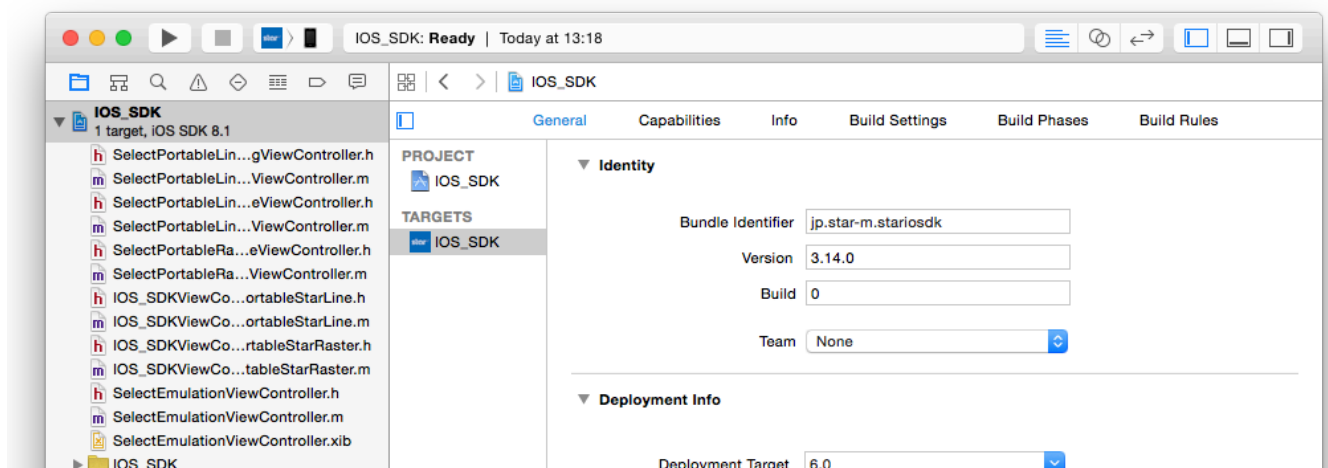 IOS_SDK: Ready | Today at 13:18
IOS_SDK
IOS_SDK
1 target, iOS SDK 8.1
General Capabilities Info Build Settings Build Phases Build Rules
h SelectPortableLin...gViewController.h
m SelectPortableLin...ViewController.m
h SelectPortableLin...eViewController.h
m SelectPortableLin...ViewController.m
h SelectPortableRa...eViewController.h
m SelectPortableRa...ViewController.m
h IOS_SDKViewCo...ortableStarLine.h
m IOS_SDKViewCo...ortableStarLine.m
h IOS_SDKViewCo...rtableStarRaster.h
m IOS_SDKViewCo...tableStarRaster.m
h SelectEmulationViewController.h
m SelectEmulationViewController.m
SelectEmulationViewController.xib
IOS_SDK
PROJECT
IOS_SDK
TARGETS
IOS_SDK
Identity
Bundle Identifier jp.star-m.stariosdk
Version 3.14.0
Build 0
Team None
Deployment Info
Deployment Target 6.0